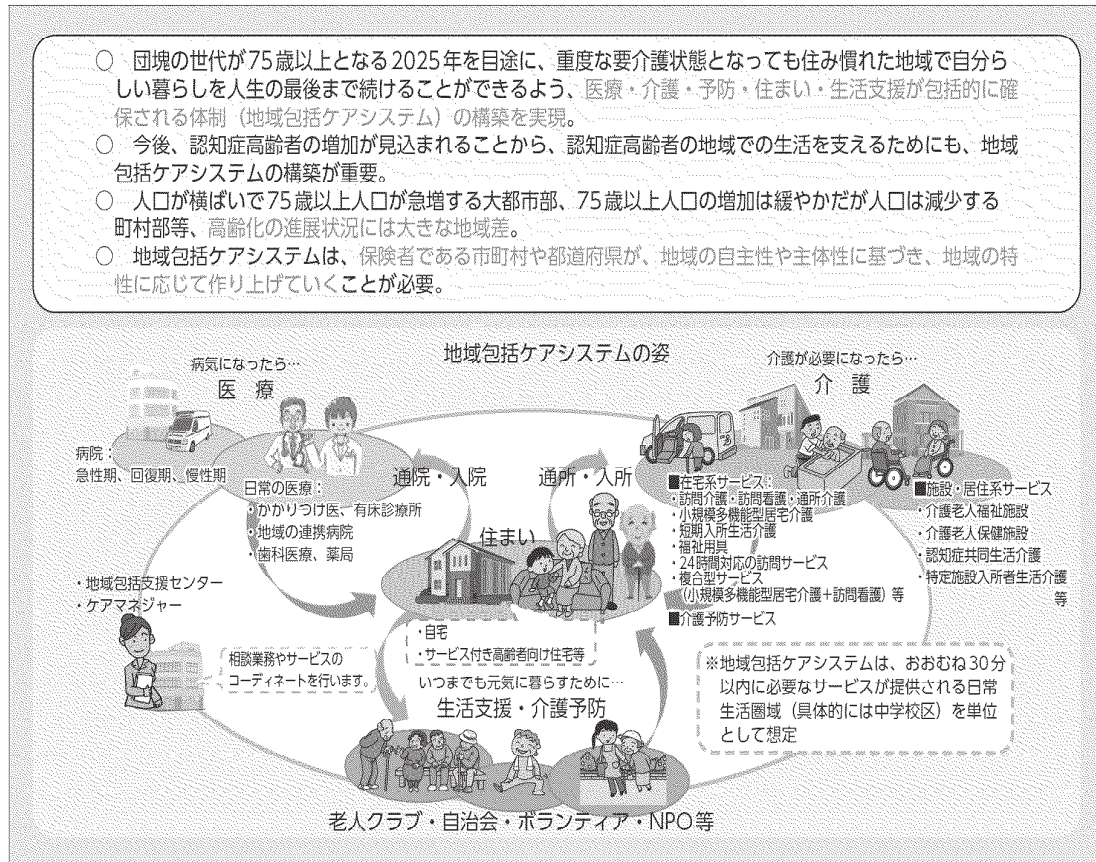 ○ 団塊の世代が75歳以上となる2025年を目途に、重度な要介護状態となっても住み慣れた地域で自分ら
しい暮らしを人生の最後まで続けることができるよう、医療・介護・予防・住まい・生活支援が包括的に確
保される体制（地域包括ケアシステム）の構築を実現。
○ 今後、認知症高齢者の増加が見込まれることから、認知症高齢者の地域での生活を支えるためにも、地域
包括ケアシステムの構築が重要。
○ 人口が横ばいで75歳以上人口が急増する大都市部、75歳以上人口の増加は緩やかだが人口は減少する
町村部等、高齢化の進展状況には大きな地域差。
○ 地域包括ケアシステムは、保険者である市町村や都道府県が、地域の自主性や主体性に基づき、地域の特
性に応じて作り上げていくことが必要。
地域包括ケアシステムの姿
病気になったら…
医 療
病院：
急性期、回復期、慢性期
日常の医療：
・かかりつけ医、有床診療所
・地域の連携病院
・歯科医療、薬局
通院・入院
通所・入所
住まい
介護が必要になったら…
介 護
■在宅系サービス：
・訪問介護・訪問看護・通所介護
・小規模多機能型居宅介護
・短期入所生活介護
・福祉用具
・24時間対応の訪問サービス
・複合型サービス
（小規模多機能型居宅介護＋訪問看護）等
■介護予防サービス
■施設・居住系サービス
・介護老人福祉施設
・介護老人保健施設
・認知症共同生活介護
・特定施設入所者生活介護
等
・地域包括支援センター
・ケアマネジャー
相談業務やサービスの
コーディネートを行います。
・自宅
・サービス付き高齢者向け住宅等
いつまでも元気に暮らすために…
生活支援・介護予防
※地域包括ケアシステムは、おおむね30分
以内に必要なサービスが提供される日常
生活圏域（具体的には中学校区）を単位
として想定
老人クラブ・自治会・ボランティア・NPO等